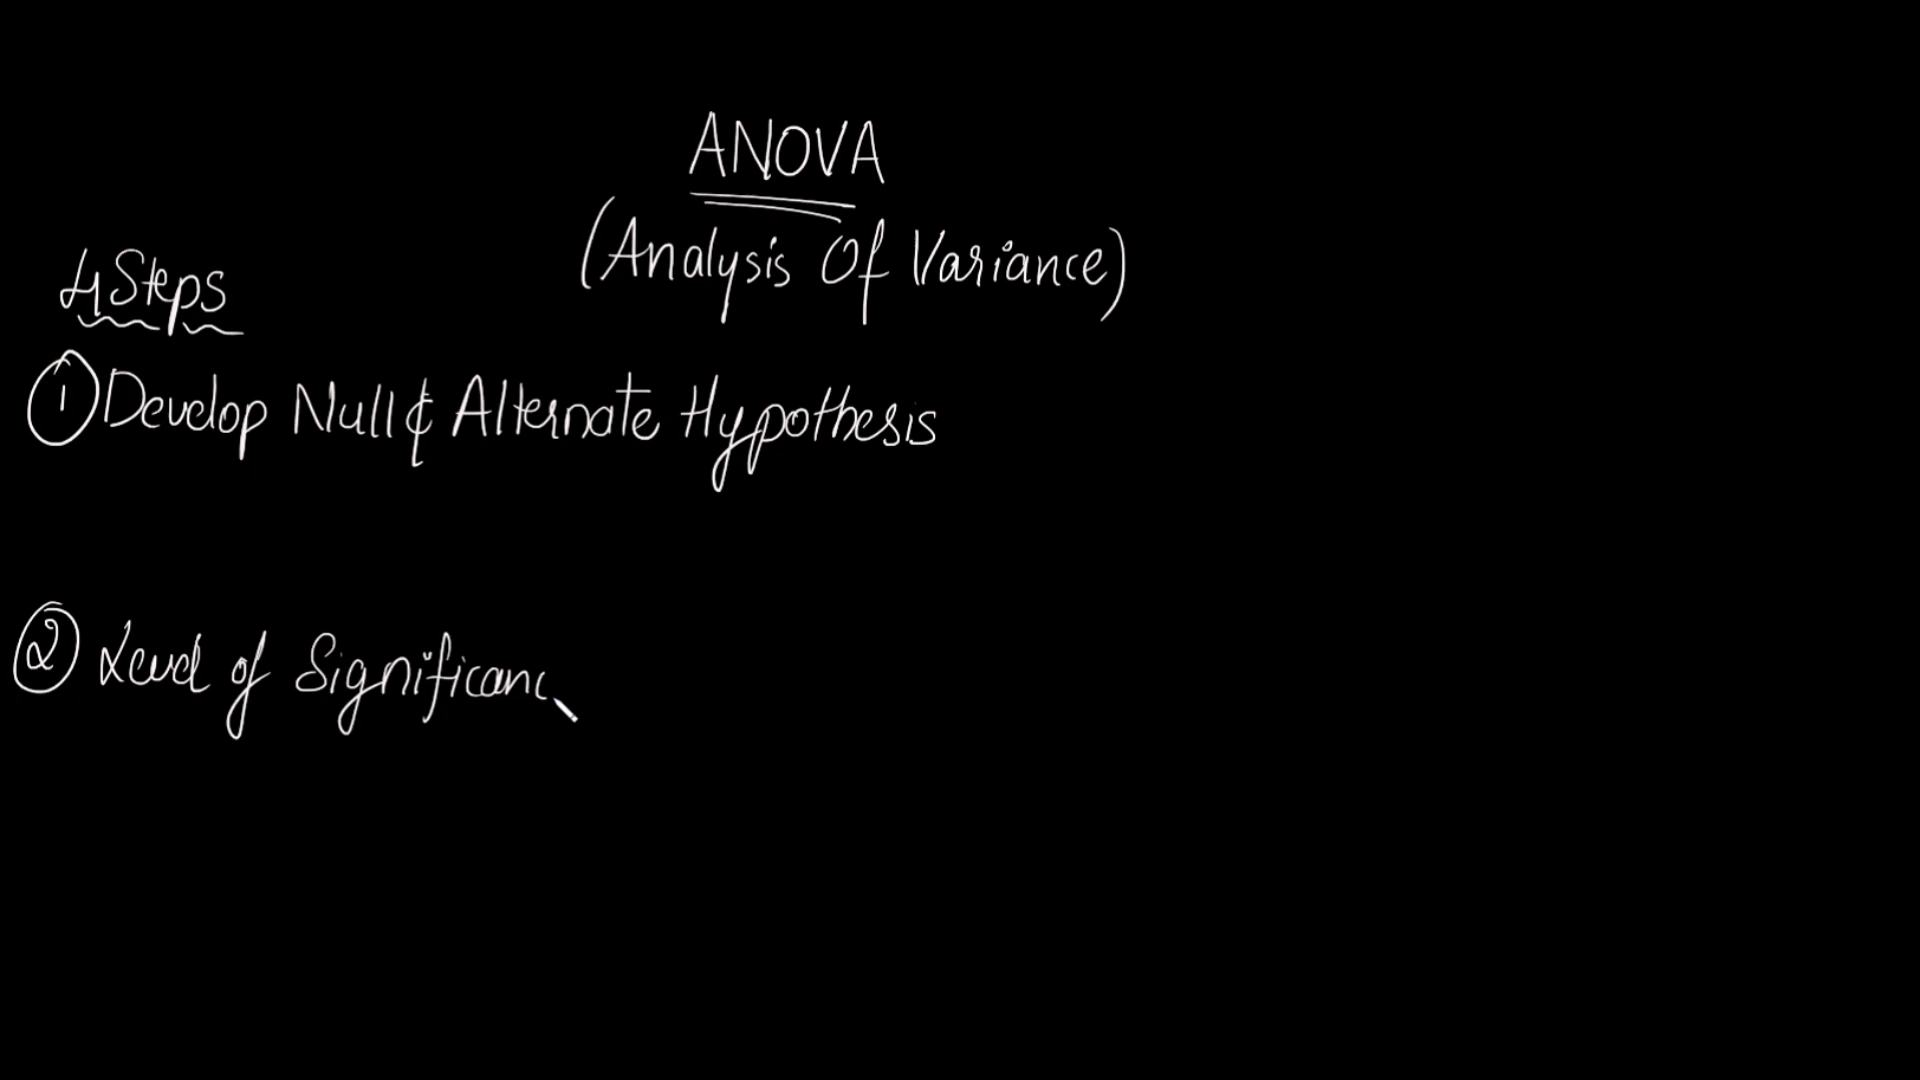 ANOVA
(Analysis Of Variance)
4 Steps
① Develop Null & Alternate Hypothesis
② Level of Significanc